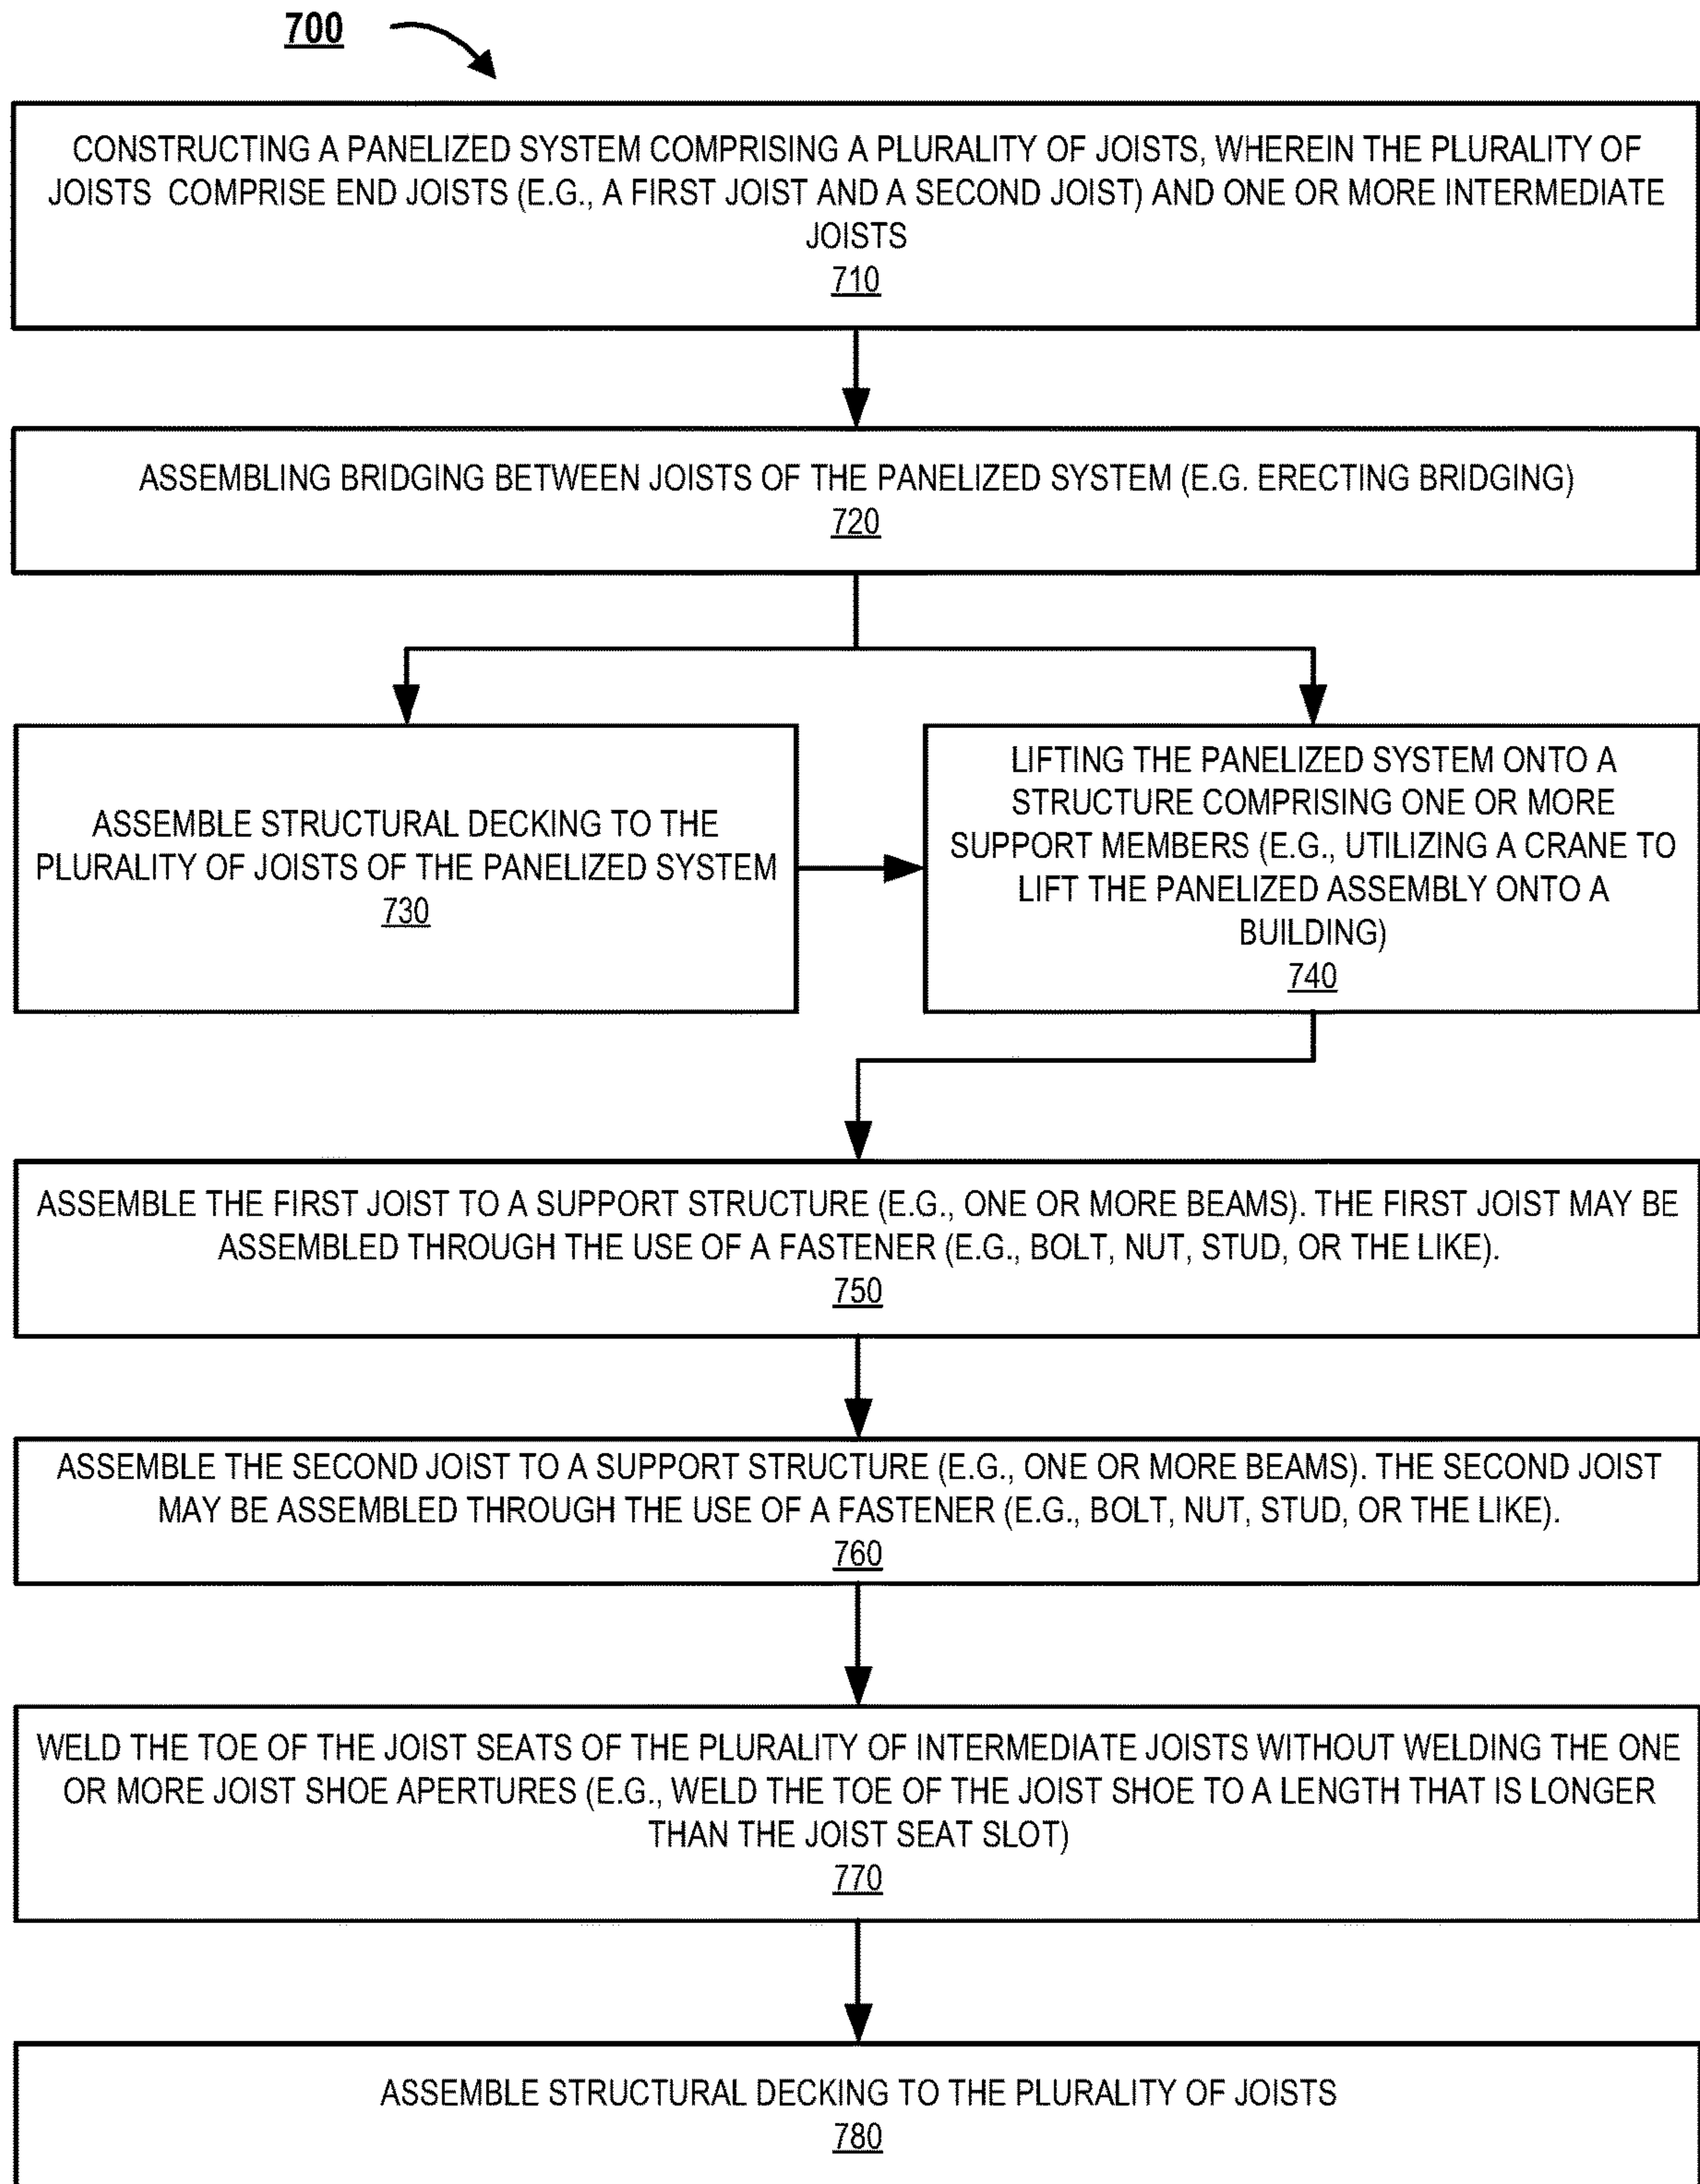 700
CONSTRUCTING A PANELIZED SYSTEM COMPRISING A PLURALITY OF JOISTS, WHEREIN THE PLURALITY OF
JOISTS COMPRISE END JOISTS (E.G., A FIRST JOIST AND A SECOND JOIST) AND ONE OR MORE INTERMEDIATE
JOISTS
710
ASSEMBLING BRIDGING BETWEEN JOISTS OF THE PANELIZED SYSTEM (E.G. ERECTING BRIDGING)
720
ASSEMBLE STRUCTURAL DECKING TO THE
PLURALITY OF JOISTS OF THE PANELIZED SYSTEM
730
LIFTING THE PANELIZED SYSTEM ONTO A
STRUCTURE COMPRISING ONE OR MORE
SUPPORT MEMBERS (E.G., UTILIZING A CRANE TO
LIFT THE PANELIZED ASSEMBLY ONTO A
BUILDING)
740
ASSEMBLE THE FIRST JOIST TO A SUPPORT STRUCTURE (E.G., ONE OR MORE BEAMS). THE FIRST JOIST MAY BE
ASSEMBLED THROUGH THE USE OF A FASTENER (E.G., BOLT, NUT, STUD, OR THE LIKE).
750
ASSEMBLE THE SECOND JOIST TO A SUPPORT STRUCTURE (E.G., ONE OR MORE BEAMS). THE SECOND JOIST
MAY BE ASSEMBLED THROUGH THE USE OF A FASTENER (E.G., BOLT, NUT, STUD, OR THE LIKE).
760
WELD THE TOE OF THE JOIST SEATS OF THE PLURALITY OF INTERMEDIATE JOISTS WITHOUT WELDING THE ONE
OR MORE JOIST SHOE APERTURES (E.G., WELD THE TOE OF THE JOIST SHOE TO A LENGTH THAT IS LONGER
THAN THE JOIST SEAT SLOT)
770
ASSEMBLE STRUCTURAL DECKING TO THE PLURALITY OF JOISTS
780